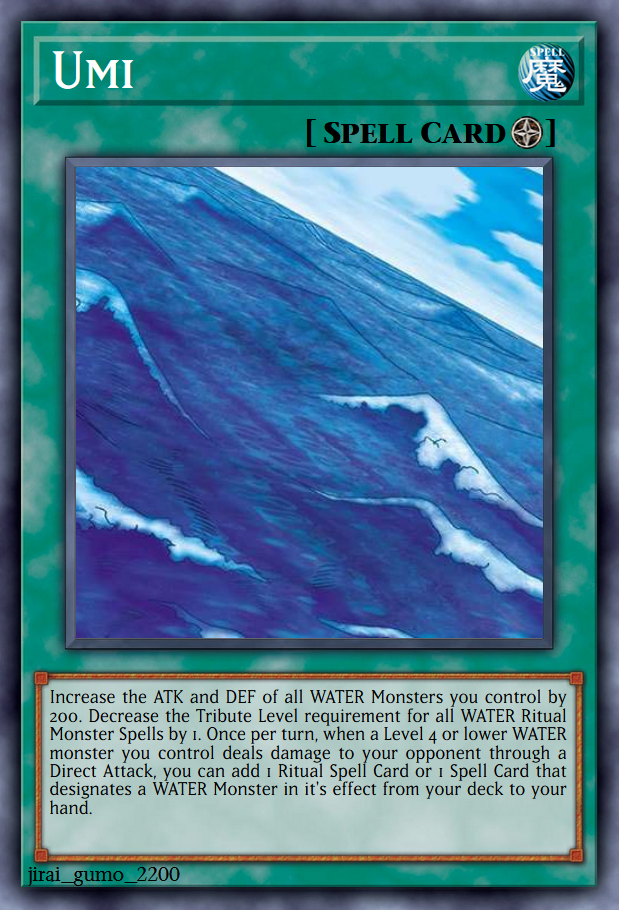 UMI
SPELL
魔
[ SPELL CARD ]
Increase the ATK and DEF of all WATER Monsters you control by
200. Decrease the Tribute Level requirement for all WATER Ritual
Monster Spells by 1. Once per turn, when a Level 4 or lower WATER
monster you control deals damage to your opponent through a
Direct Attack, you can add 1 Ritual Spell Card or 1 Spell Card that
designates a WATER Monster in it's effect from your deck to your
hand.
jirai_gumo_2200